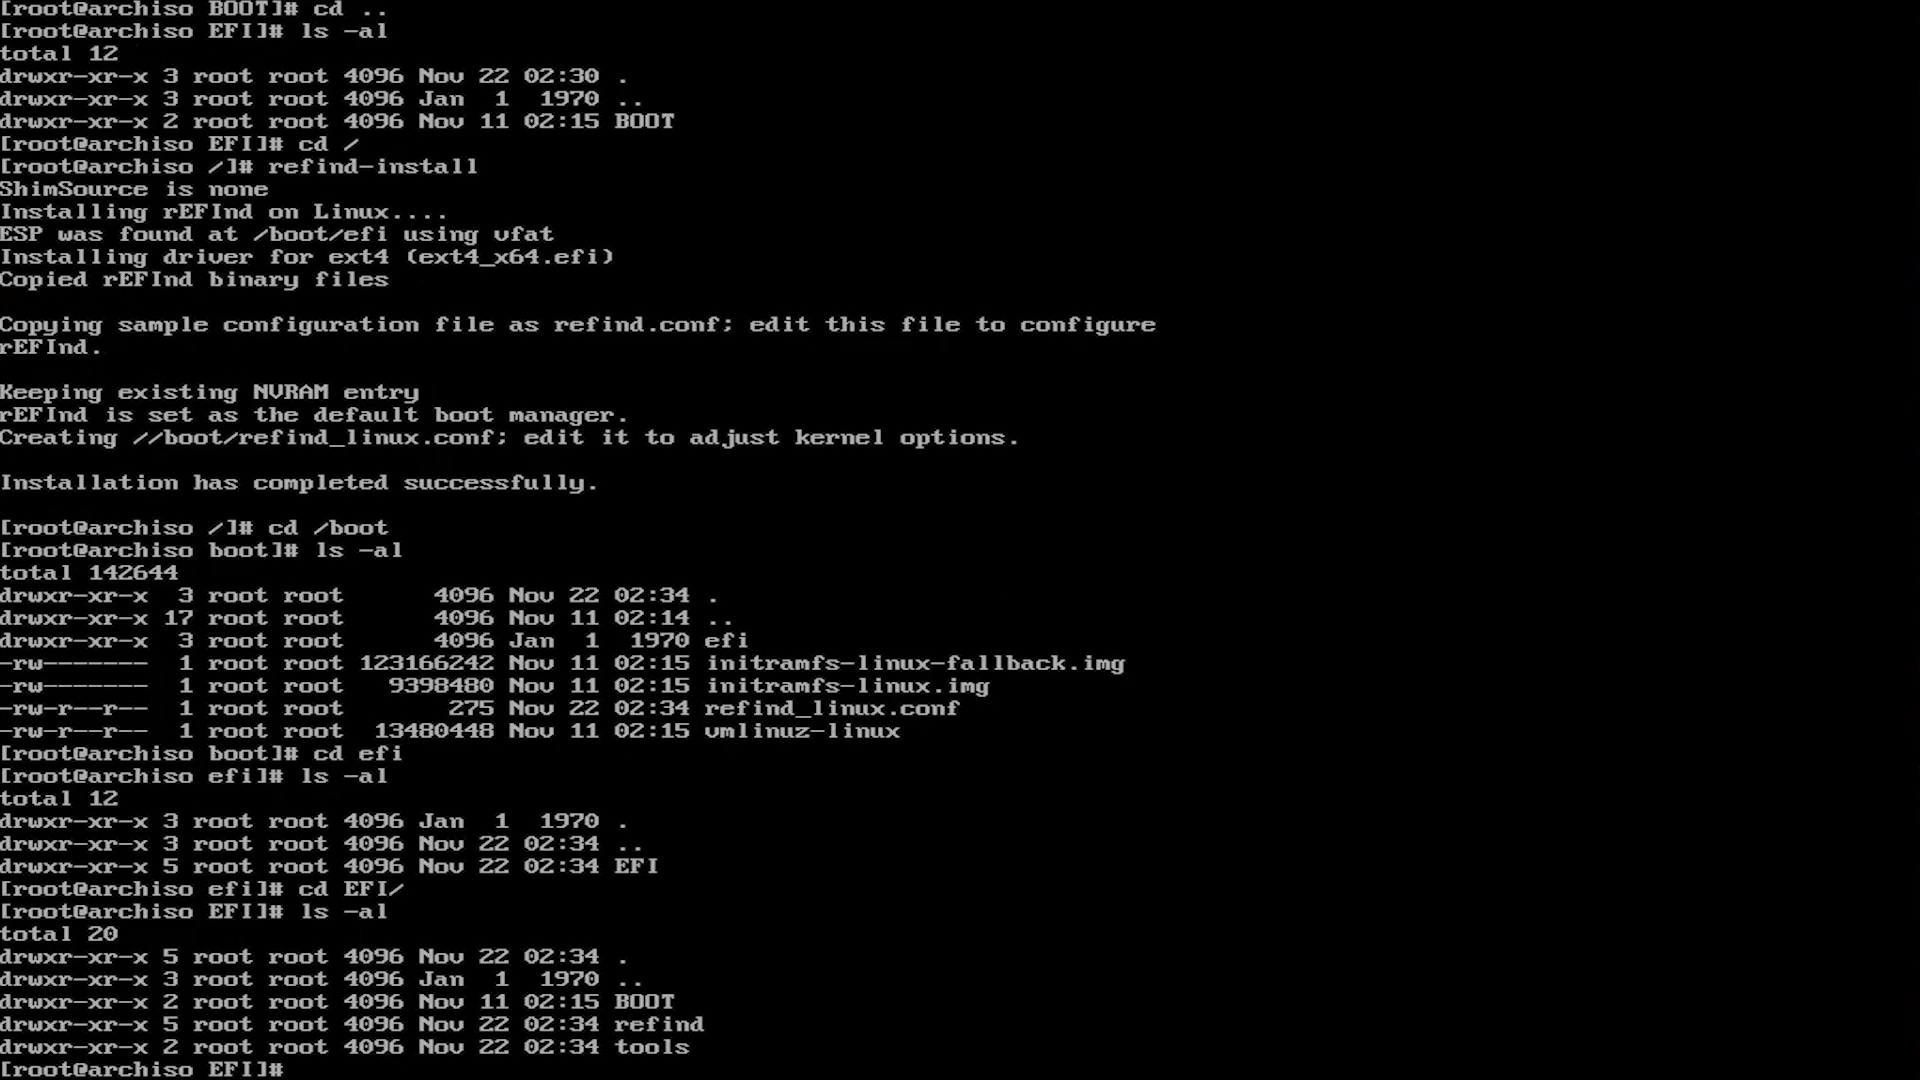 [root@archiso BOOT]# cd ..
[root@archiso EFI]# ls -al
total 12
drwxr-xr-x 3 root root 4096 Nov 22 02:30 .
drwxr-xr-x 3 root root 4096 Jan  1  1970 ..
drwxr-xr-x 2 root root 4096 Nov 11 02:15 BOOT
[root@archiso EFI]# cd /
[root@archiso /]# refind-install
ShimSource is none
Installing rEFInd on Linux....
ESP was found at /boot/efi using vfat
Installing driver for ext4 (ext4_x64.efi)
Copied rEFInd binary files

Copying sample configuration file as refind.conf; edit this file to configure
rEFInd.

Keeping existing NVRAM entry
rEFInd is set as the default boot manager.
Creating //boot/refind_linux.conf; edit it to adjust kernel options.

Installation has completed successfully.

[root@archiso /]# cd /boot
[root@archiso boot]# ls -al
total 142644
drwxr-xr-x  3 root root      4096 Nov 22 02:34 .
drwxr-xr-x 17 root root      4096 Nov 11 02:14 ..
drwxr-xr-x  3 root root      4096 Jan  1  1970 efi
-rw-------  1 root root 123166242 Nov 11 02:15 initramfs-linux-fallback.img
-rw-------  1 root root   9398480 Nov 11 02:15 initramfs-linux.img
-rw-r--r--  1 root root       275 Nov 22 02:34 refind_linux.conf
-rw-r--r--  1 root root  13480448 Nov 11 02:15 vmlinuz-linux
[root@archiso boot]# cd efi
[root@archiso efi]# ls -al
total 12
drwxr-xr-x 3 root root 4096 Jan  1  1970 .
drwxr-xr-x 3 root root 4096 Nov 22 02:34 ..
drwxr-xr-x 5 root root 4096 Nov 22 02:34 EFI
[root@archiso efi]# cd EFI/
[root@archiso EFI]# ls -al
total 20
drwxr-xr-x 5 root root 4096 Nov 22 02:34 .
drwxr-xr-x 3 root root 4096 Jan  1  1970 ..
drwxr-xr-x 2 root root 4096 Nov 11 02:15 BOOT
drwxr-xr-x 5 root root 4096 Nov 22 02:34 refind
drwxr-xr-x 2 root root 4096 Nov 22 02:34 tools
[root@archiso EFI]#